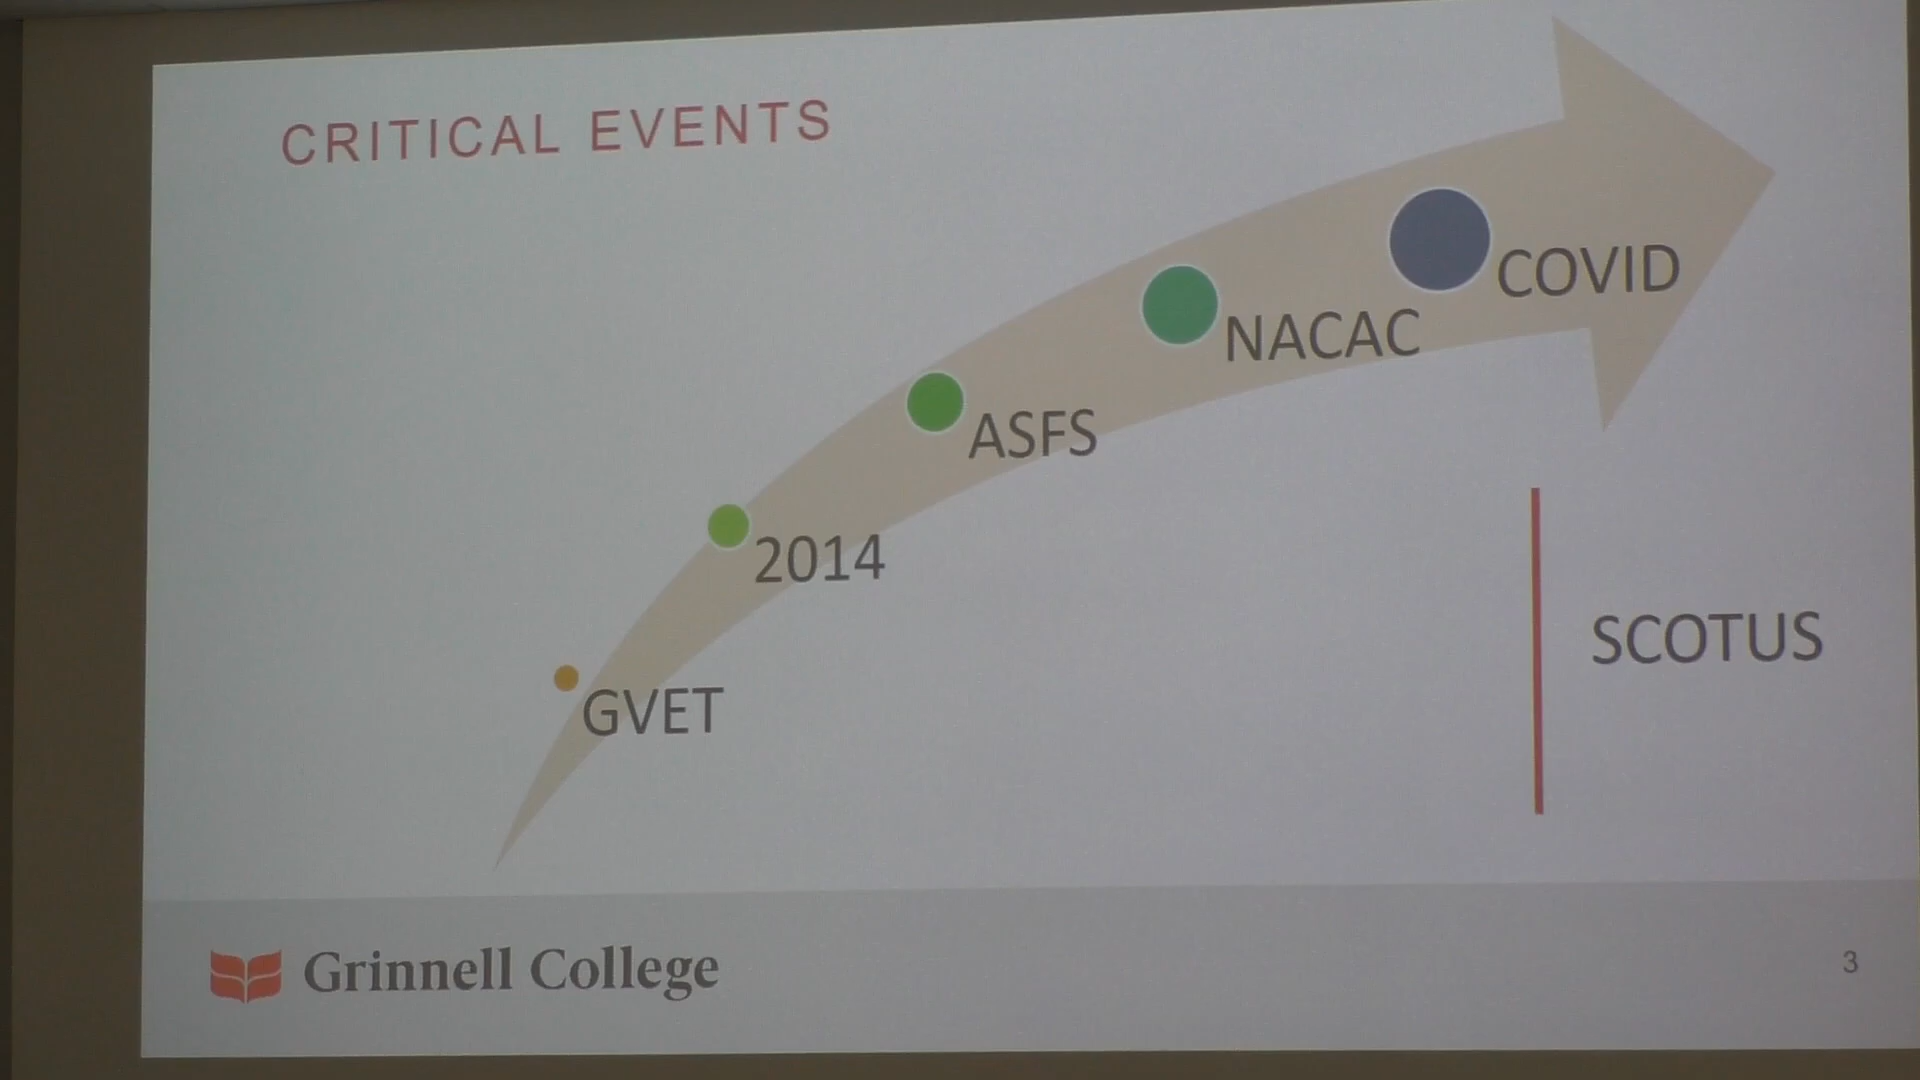 CRITICAL EVENTS
COVID
NACAC
ASFS
2014
GVET
SCOTUS
Grinnell College
3